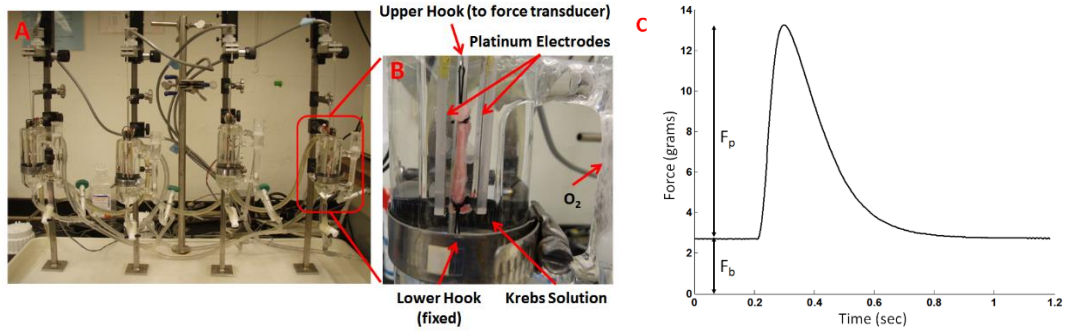 A
Upper Hook (to force transducer)
Platinum Electrodes
B
O2
Lower Hook
(fixed)
Krebs Solution
C
Force (grams)
14
12
10
8
6
4
2
0
Fp
Fb
0
0.2
0.4
0.6
0.8
1
1.2
Time (sec)